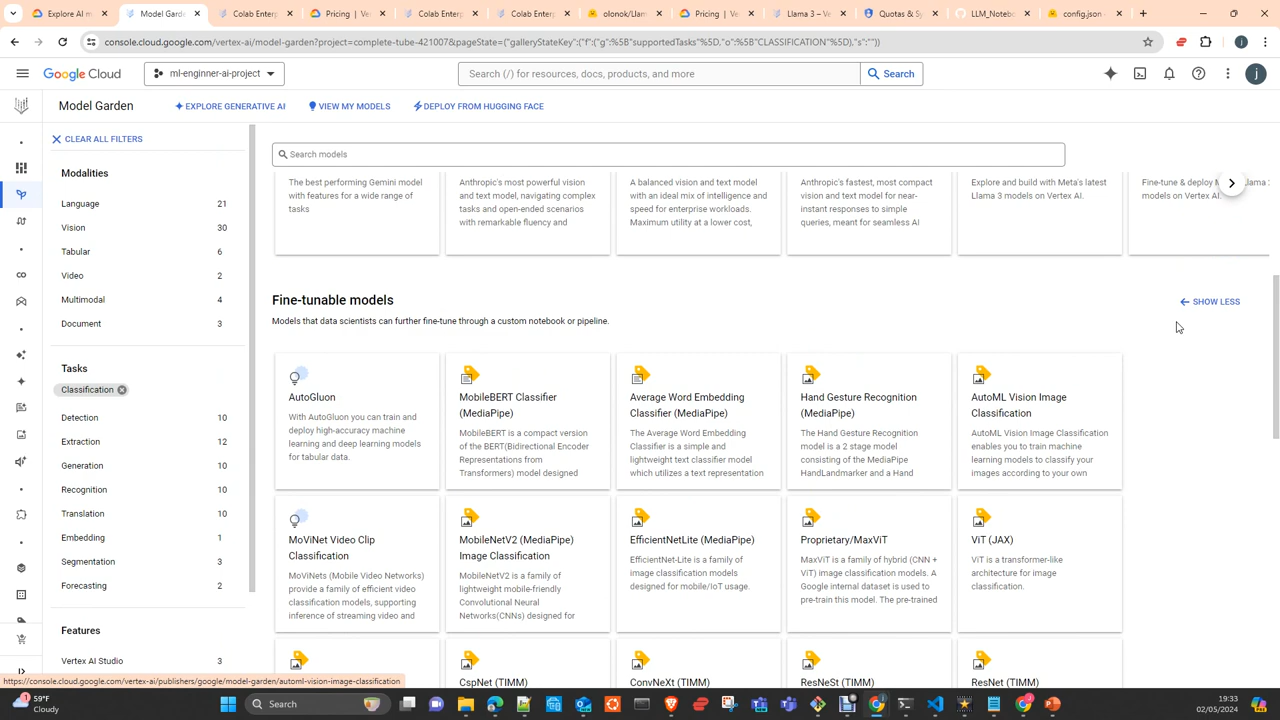 Explore AI m
Model Garden
Colab Enterp
Pricing | Ve
Colab Enterp
Colab Enterp
olonok/Llam
Pricing | Ve
Llama 3 – V
Quotas & Sy
LLM_Noteb
config.json -
console.cloud.google.com/vertex-ai/model-garden?project=complete-tube-421007&pageState=("galleryStateKey":("f":("g":%5B"supportedTasks"%5D,"o":%5B"CLASSIFICATION"%5D),"s":""))
Google Cloud
ml-enginner-ai-project
Search (/) for resources, docs, products, and more
Search
j
Model Garden
EXPLORE GENERATIVE AI
VIEW MY MODELS
DEPLOY FROM HUGGING FACE
CLEAR ALL FILTERS
Modalities
Language 21
Vision 30
Tabular 6
Video 2
Multimodal 4
Document 3
Tasks
Classification
Detection 10
Extraction 12
Generation 10
Recognition 10
Translation 10
Embedding 1
Segmentation 3
Forecasting 2
Features
Vertex AI Studio 3
Search models
The best performing Gemini model
with features for a wide range of
tasks
Anthropic's most powerful vision
and text model, navigating complex
tasks and open-ended scenarios
with remarkable fluency and
A balanced vision and text model
with an ideal mix of intelligence and
speed for enterprise workloads.
Maximum utility at a lower cost,
Anthropic's fastest, most compact
vision and text model for near-
instant responses to simple
queries, meant for seamless AI
Explore and build with Meta's latest
Llama 3 models on Vertex AI.
Fine-tune & deploy
models on Vertex AI.
Fine-tunable models
SHOW LESS
Models that data scientists can further fine-tune through a custom notebook or pipeline.
AutoGluon
With AutoGluon you can train and
deploy high-accuracy machine
learning and deep learning models
for tabular data.
MobileBERT Classifier
(MediaPipe)
MobileBERT is a compact version
of the BERT(Bidirectional Encoder
Representations from
Transformers) model designed
Average Word Embedding
Classifier (MediaPipe)
The Average Word Embedding
Classifier is a simple and
lightweight text classifier model
which utilizes a text representation
Hand Gesture Recognition
(MediaPipe)
The Hand Gesture Recognition
model is a 2 stage model
consisting of the MediaPipe
HandLandmarker and a Hand
AutoML Vision Image
Classification
AutoML Vision Image Classification
enables you to train machine
learning models to classify your
images according to your own
MoViNet Video Clip
Classification
MoViNets (Mobile Video Networks)
provide a family of efficient video
classification models, supporting
inference of streaming video and
MobileNetV2 (MediaPipe)
Image Classification
MobileNetV2 is a family of
lightweight mobile-friendly
Convolutional Neural
Networks(CNNs) designed for
EfficientNetLite (MediaPipe)
EfficientNet-Lite is a family of
image classification models
designed for mobile/IoT usage.
Proprietary/MaxViT
MaxViT is a family of hybrid (CNN +
ViT) image classification models. A
Google internal dataset is used to
pre-train this model. The pre-trained
ViT (JAX)
ViT is a transformer-like
architecture for image
classification.
CspNet (TIMM)
ConvNeXt (TIMM)
ResNeSt (TIMM)
ResNet (TIMM)
https://console.cloud.google.com/vertex-ai/publishers/google/model-garden/automl-vision-image-classification
59°F
Cloudy
Search
19:33
02/05/2024